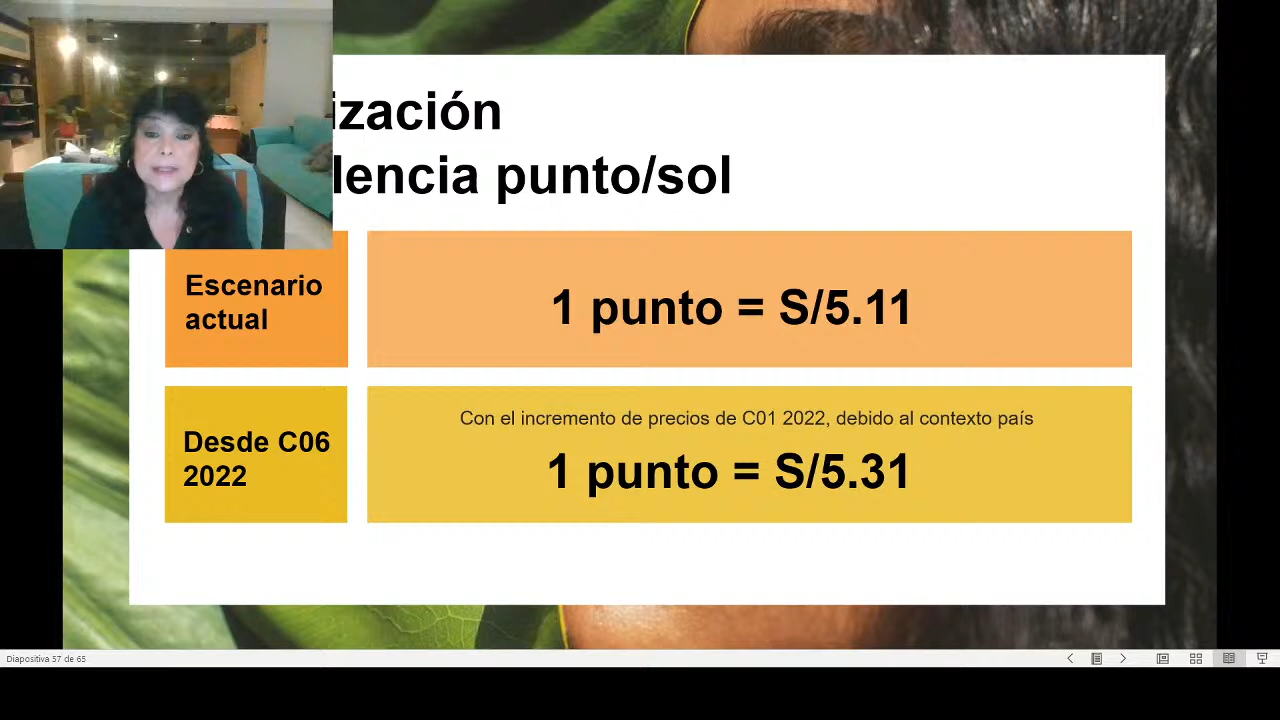 ización
lencia punto/sol
Escenario
actual
1 punto = S/5.11
Desde C06
2022
Con el incremento de precios de C01 2022, debido al contexto país
1 punto = S/5.31
Diapositiva 57 de 65